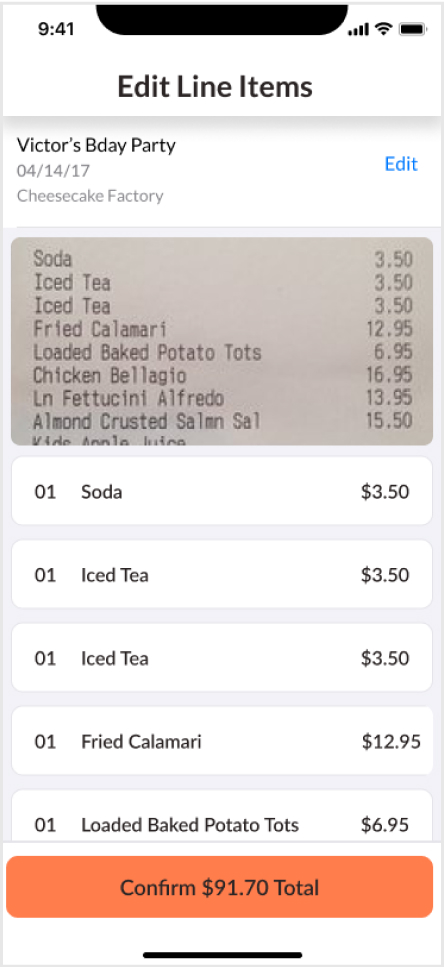 9:41
Edit Line Items
Victor's Bday Party
04/14/17
Edit
Cheesecake Factory
Soda 3.50
Iced Tea 3.50
Iced Tea 3.50
Fried Calamari 12.95
Loaded Baked Potato Tots 6.95
Chicken Bellagio 16.95
Ln Fettucini Alfredo 13.95
Almond Crusted Salmn Sal 15.50
Kids Apple Juice
01 Soda $3.50
01 Iced Tea $3.50
01 Iced Tea $3.50
01 Fried Calamari $12.95
01 Loaded Baked Potato Tots $6.95
Confirm $91.70 Total